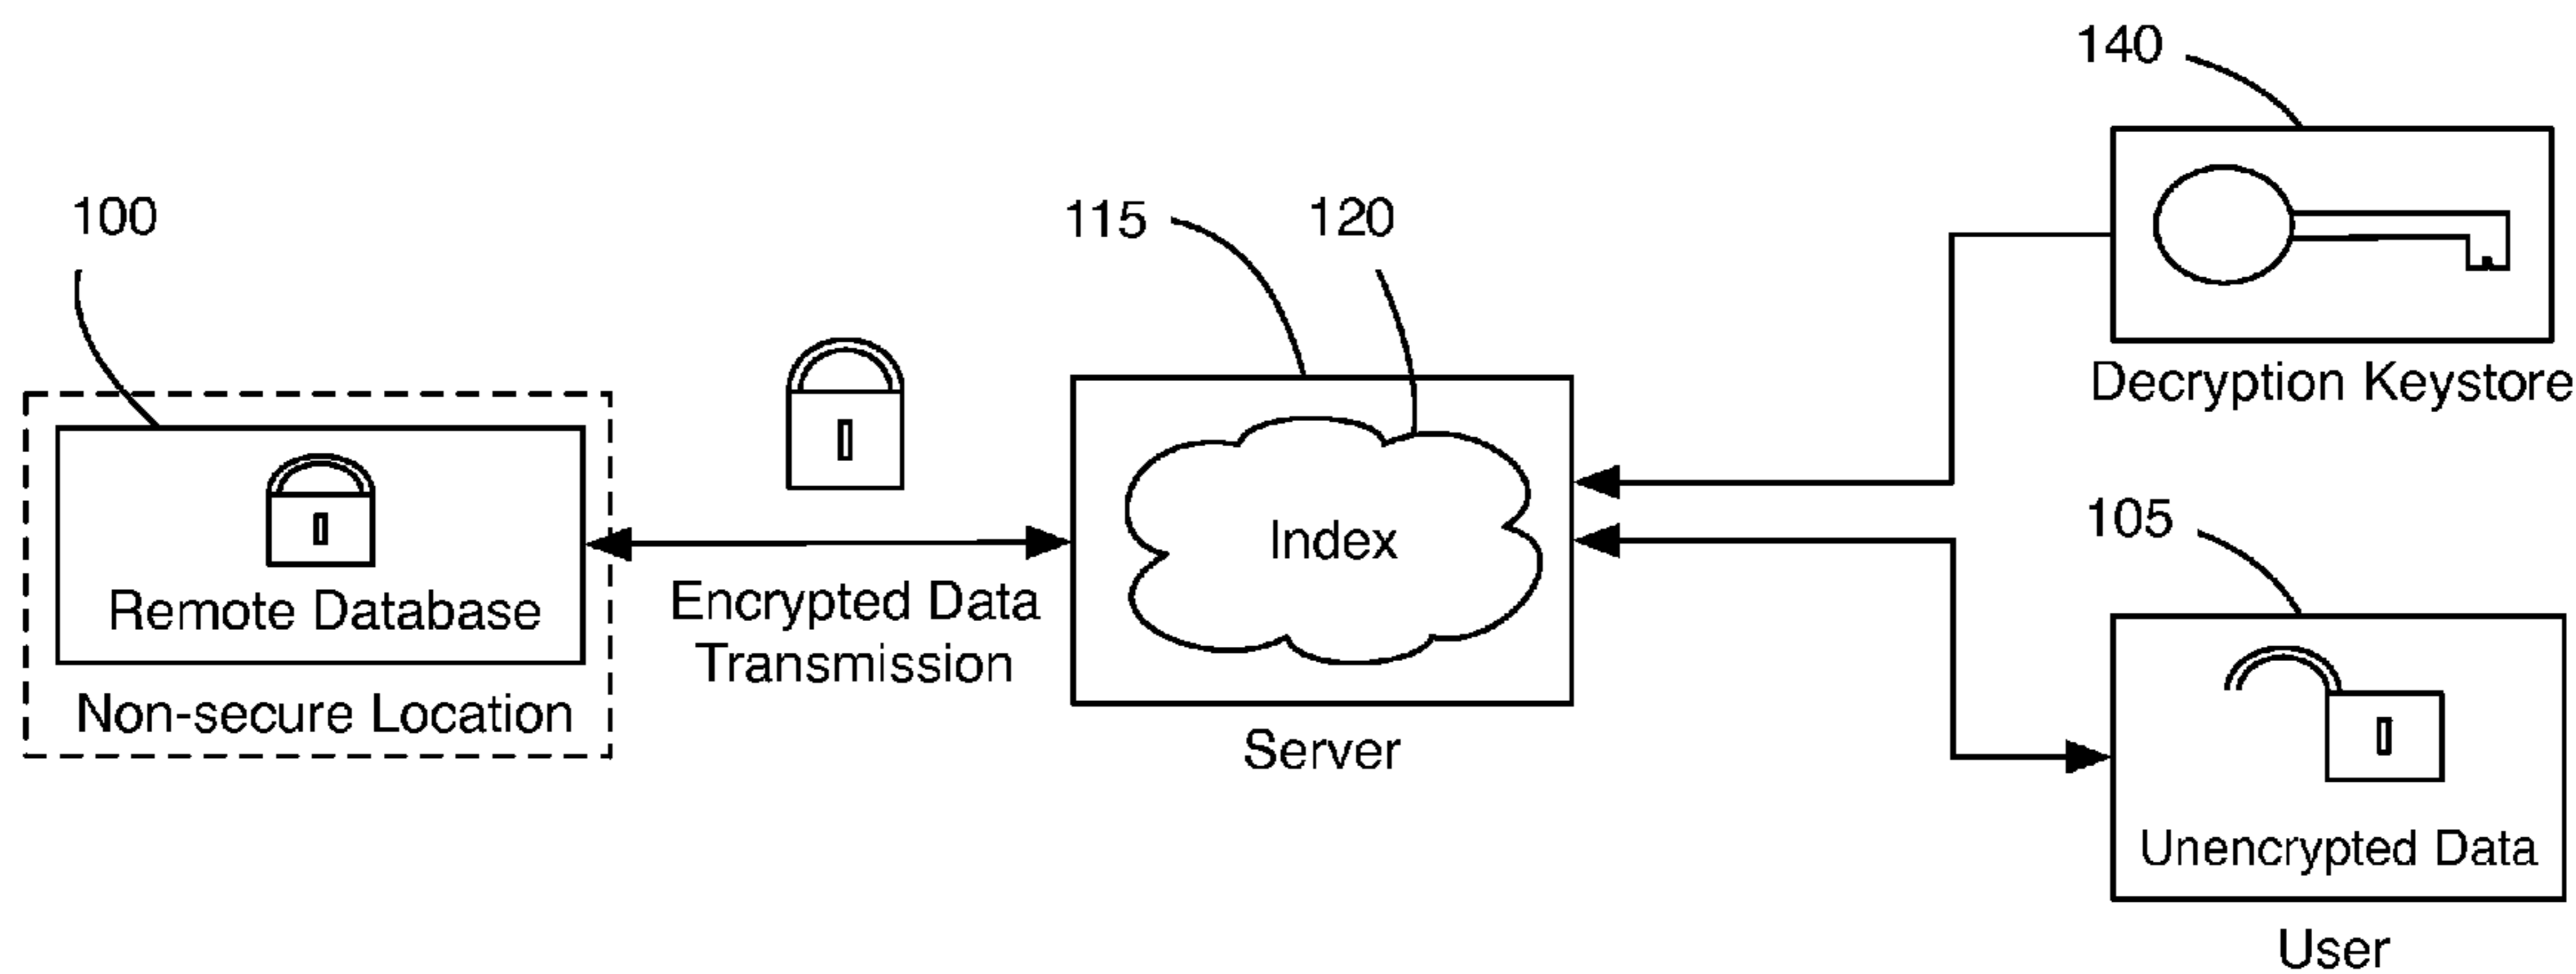 140
100
115
120
Decryption Keystore
105
Index
Remote Database
Encrypted Data
Transmission
Non-secure Location
Server
Unencrypted Data
User